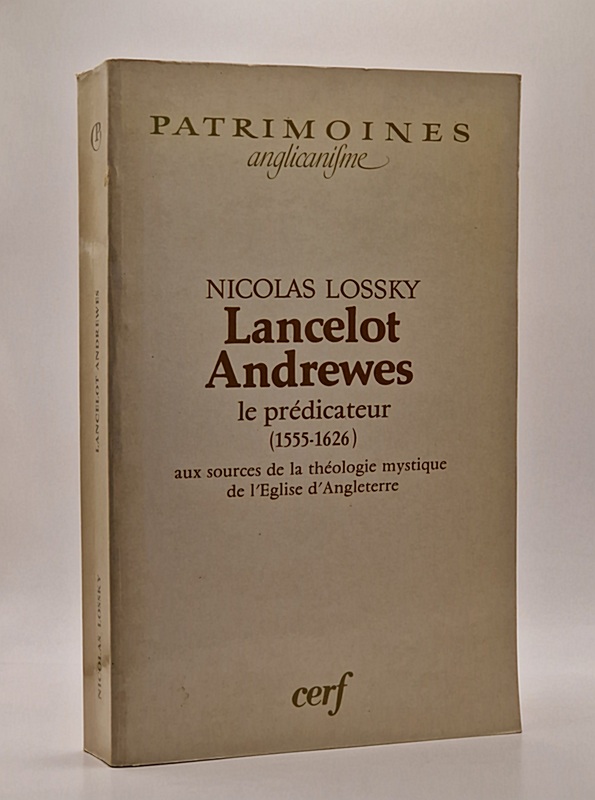 PATRIMOINES
anglicaniſme
NICOLAS LOSSKY
Lancelot
Andrewes
le prédicateur
(1555-1626)
aux sources de la théologie mystique
de l'Eglise d'Angleterre
cerf
LANCELOT ANDREWES
NICOLAS LOSSKY